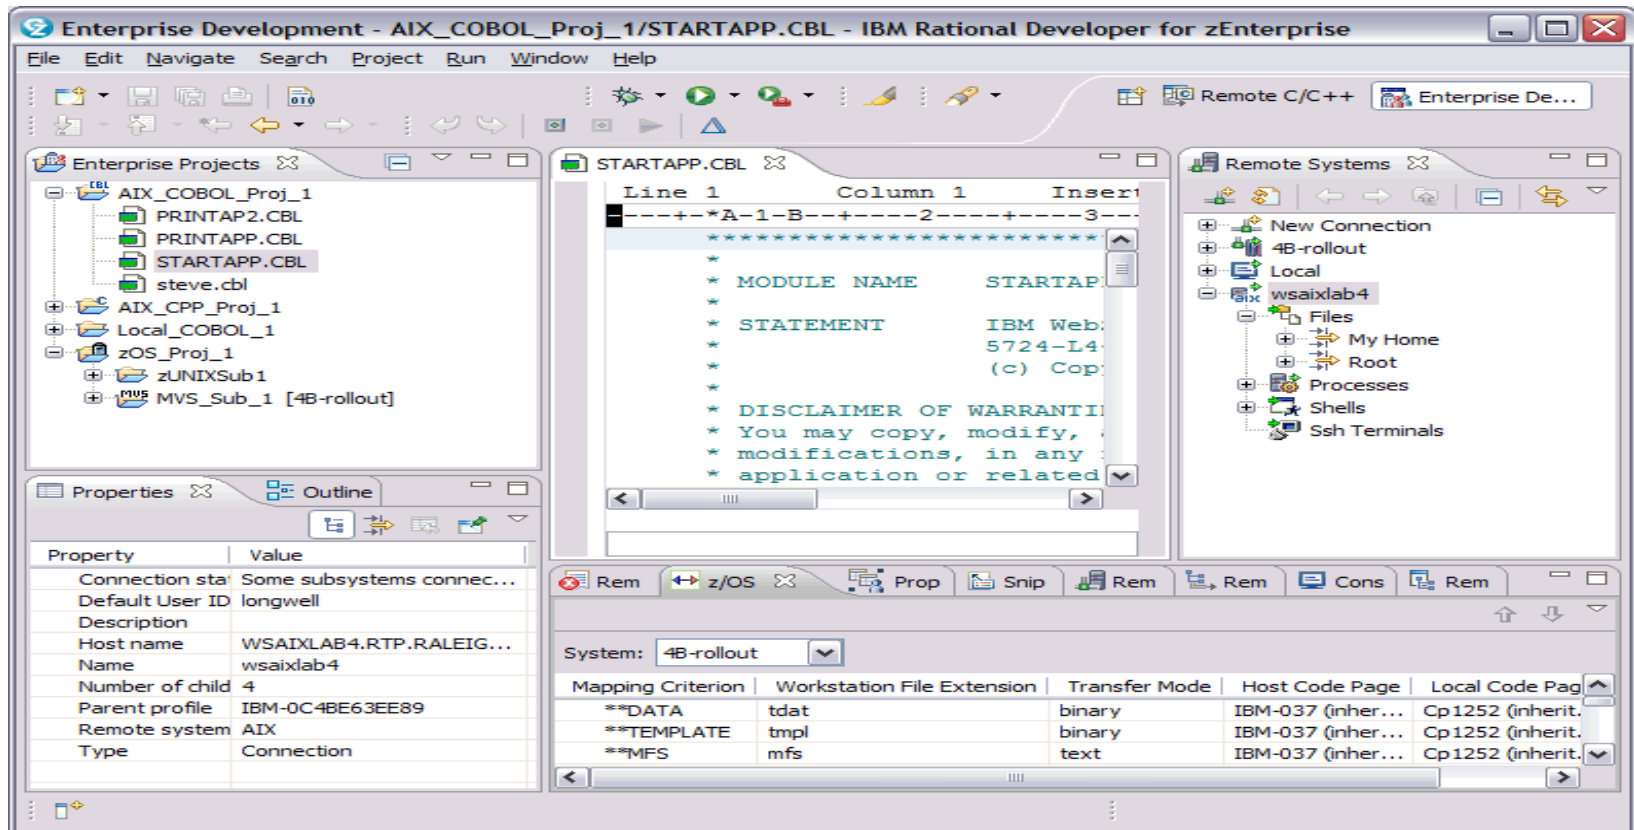 Enterprise Development - AIX_COBOL_Proj_1/STARTAPP.CBL - IBM Rational Developer for zEnterprise
File Edit Navigate Search Project Run Window Help
Remote C/C++ Enterprise De...
Enterprise Projects
AIX_COBOL_Proj_1
PRINTAP2.CBL
PRINTAPP.CBL
STARTAPP.CBL
steve.cbl
AIX_CPP_Proj_1
Local_COBOL_1
zOS_Proj_1
zUNIXSub1
MVS_Sub_1 [4B-rollout]
STARTAPP.CBL
Line 1 Column 1 Insert
----+-*A-1-B--+----2----+----3---
************************
*
* MODULE NAME STARTAP
*
* STATEMENT IBM Web
* 5724-L4
* (c) Cop
*
* DISCLAIMER OF WARRANTI
* You may copy, modify,
* modifications, in any
* application or related
Remote Systems
New Connection
4B-rollout
Local
wsaixlab4
Files
My Home
Root
Processes
Shells
Ssh Terminals
Properties Outline
Property Value
Connection sta Some subsystems connec...
Default User ID longwell
Description
Host name WSAIXLAB4.RTP.RALEIG...
Name wsaixlab4
Number of child 4
Parent profile IBM-0C4BE63EE89
Remote system AIX
Type Connection
Rem z/OS Prop Snip Rem Rem Cons Rem
System: 4B-rollout
Mapping Criterion Workstation File Extension Transfer Mode Host Code Page Local Code Pag
**DATA tdat binary IBM-037 (inher... Cp1252 (inherit.
**TEMPLATE tmpl binary IBM-037 (inher... Cp1252 (inherit.
**MFS mfs text IBM-037 (inher... Cp1252 (inherit.